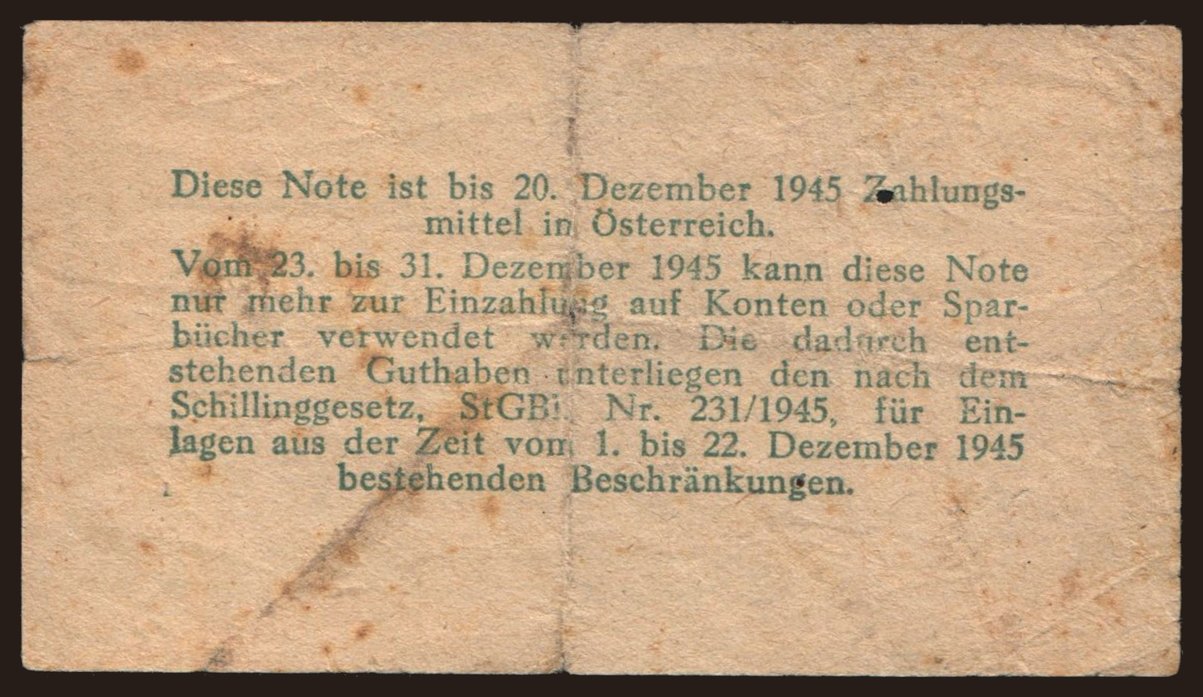 Diese Note ist bis 20. Dezember 1945 Zahlungs-
mittel in Österreich.
Vom 23. bis 31. Dezember 1945 kann diese Note
nur mehr zur Einzahlung auf Konten oder Spar-
bücher verwendet werden. Die dadurch ent-
stehenden Guthaben unterliegen den nach dem
Schillinggesetz, StGBl. Nr. 231/1945, für Ein-
lagen aus der Zeit vom 1. bis 22. Dezember 1945
bestehenden Beschränkungen.